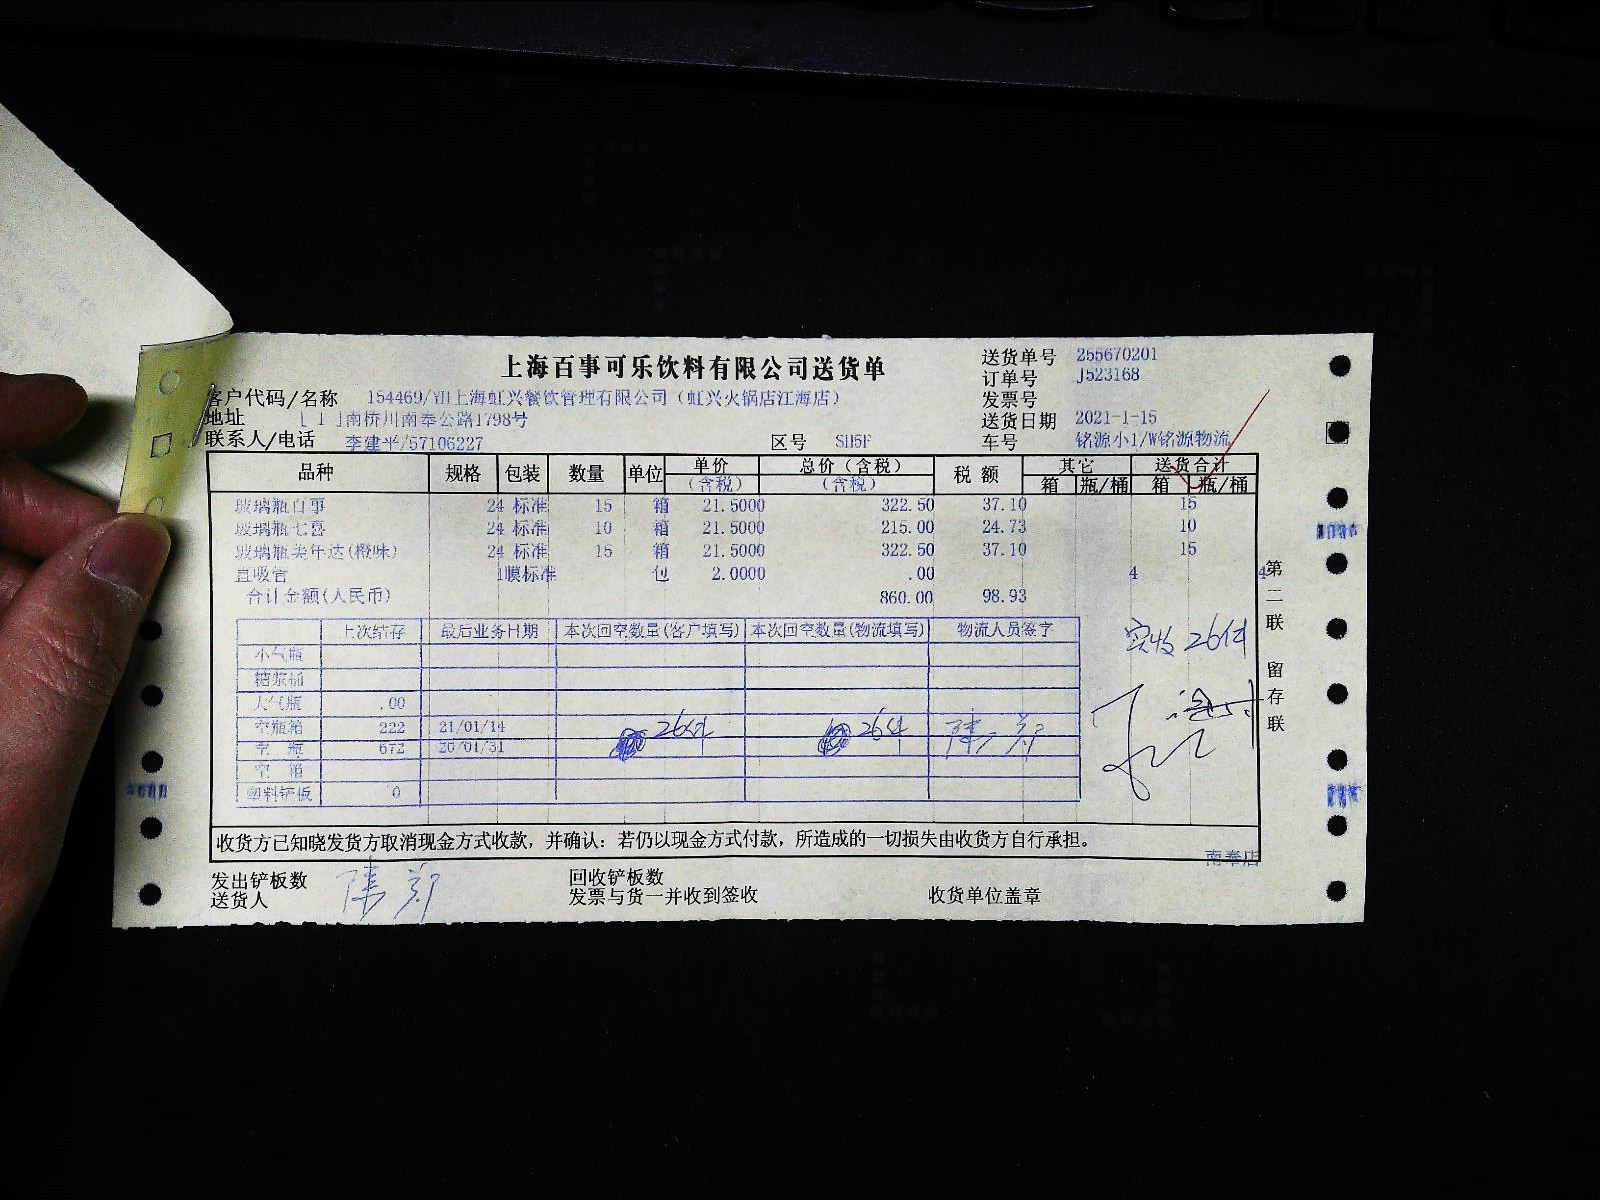 上海百事可乐饮料有限公司送货单
送货单号 255670201
订单号 J523168
客户代码/名称 154469/YH上海虹兴餐饮管理有限公司（虹兴火锅店江海店）
发票号
地址 南桥川南奉公路1798号
送货日期 2021-1-15
联系人/电话 李建平/57106227 区号 SH5F 车号 铭源小1/W铭源物流
品种 规格 包装 数量 单位 单价（含税） 总价（含税） 税 额 其它 送货合计
箱 瓶/桶 箱 瓶/桶
玻璃瓶百事 24 标准 15 箱 21.5000 322.50 37.10 15
玻璃瓶七喜 24 标准 10 箱 21.5000 215.00 24.73 10
玻璃瓶美年达(橙味) 24 标准 15 箱 21.5000 322.50 37.10 15
直吸管 1膜标准 包 2.0000 .00 4 4
合计金额(人民币) 860.00 98.93
上次结存 最后业务日期 本次回空数量(客户填写) 本次回空数量(物流填写) 物流人员签字
小气瓶
糖浆桶
大气瓶 .00
空瓶箱 222 21/01/14 26件 26件
空 瓶 672 20/01/31
空 箱
塑料铲板 0
实收 26件
第二联 留存联
收货方已知晓发货方取消现金方式收款，并确认：若仍以现金方式付款，所造成的一切损失由收货方自行承担。
南奉店
发出铲板数 回收铲板数
送货人 发票与货一并收到签收 收货单位盖章